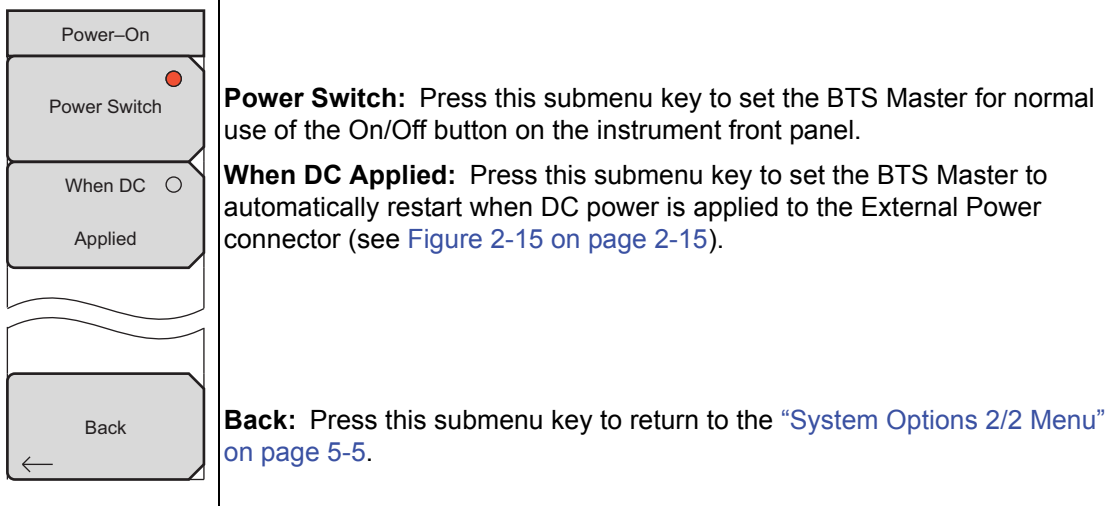 Power–On
Power Switch
When DC
Applied
Back
Power Switch: Press this submenu key to set the BTS Master for normal
use of the On/Off button on the instrument front panel.
When DC Applied: Press this submenu key to set the BTS Master to
automatically restart when DC power is applied to the External Power
connector (see Figure 2-15 on page 2-15).
Back: Press this submenu key to return to the “System Options 2/2 Menu”
on page 5-5.